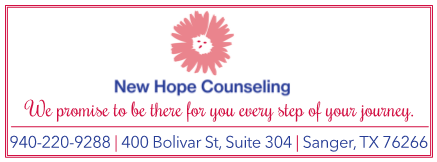 New Hope Counseling
We promise to be there for you every step of your journey.
940-220-9288 | 400 Bolivar St, Suite 304 | Sanger, TX 76266